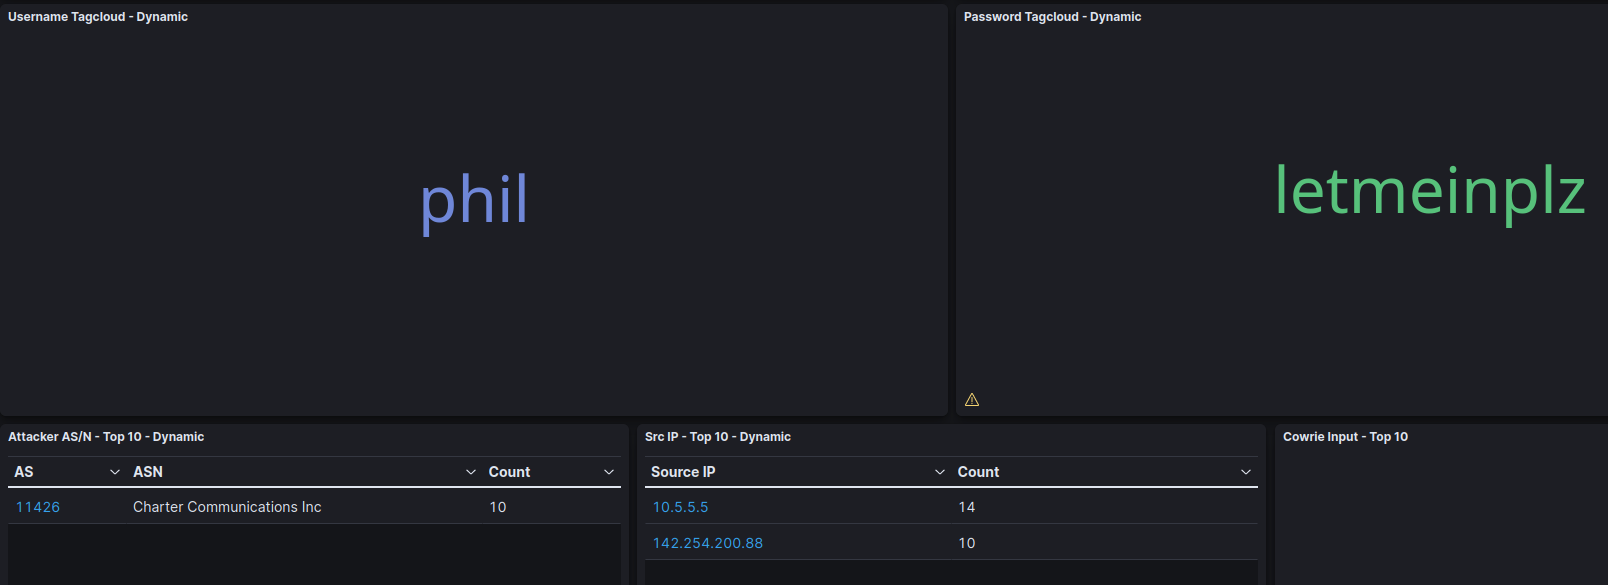 Username Tagcloud - Dynamic
phil
Password Tagcloud - Dynamic
letmeinplz
Attacker AS/N - Top 10 - Dynamic
AS ASN Count
11426 Charter Communications Inc 10
Src IP - Top 10 - Dynamic
Source IP Count
10.5.5.5 14
142.254.200.88 10
Cowrie Input - Top 10